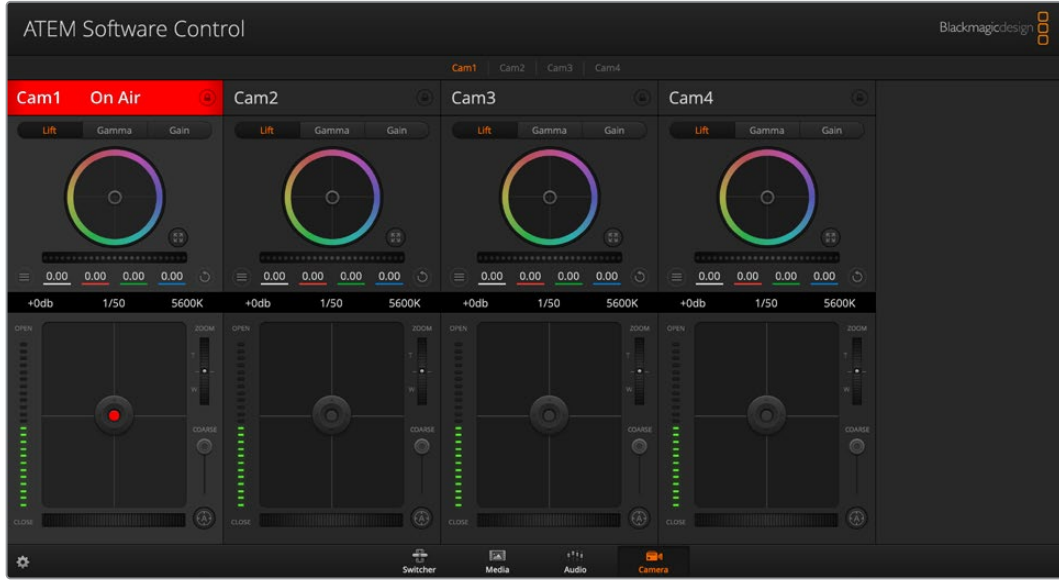 ATEM Software Control
Blackmagicdesign
Cam1 Cam2 Cam3 Cam4
Cam1 On Air Cam2 Cam3 Cam4
Lift Gamma Gain Lift Gamma Gain Lift Gamma Gain Lift Gamma Gain
0.00 0.00 0.00 0.00 0.00 0.00 0.00 0.00 0.00 0.00 0.00 0.00 0.00 0.00 0.00 0.00
+0db 1/50 5600K +0db 1/50 5600K +0db 1/50 5600K +0db 1/50 5600K
OPEN ZOOM OPEN ZOOM OPEN ZOOM OPEN ZOOM
T T T T
W W W W
COARSE COARSE COARSE COARSE
A A A A
CLOSE CLOSE CLOSE CLOSE
Switcher Media Audio Camera